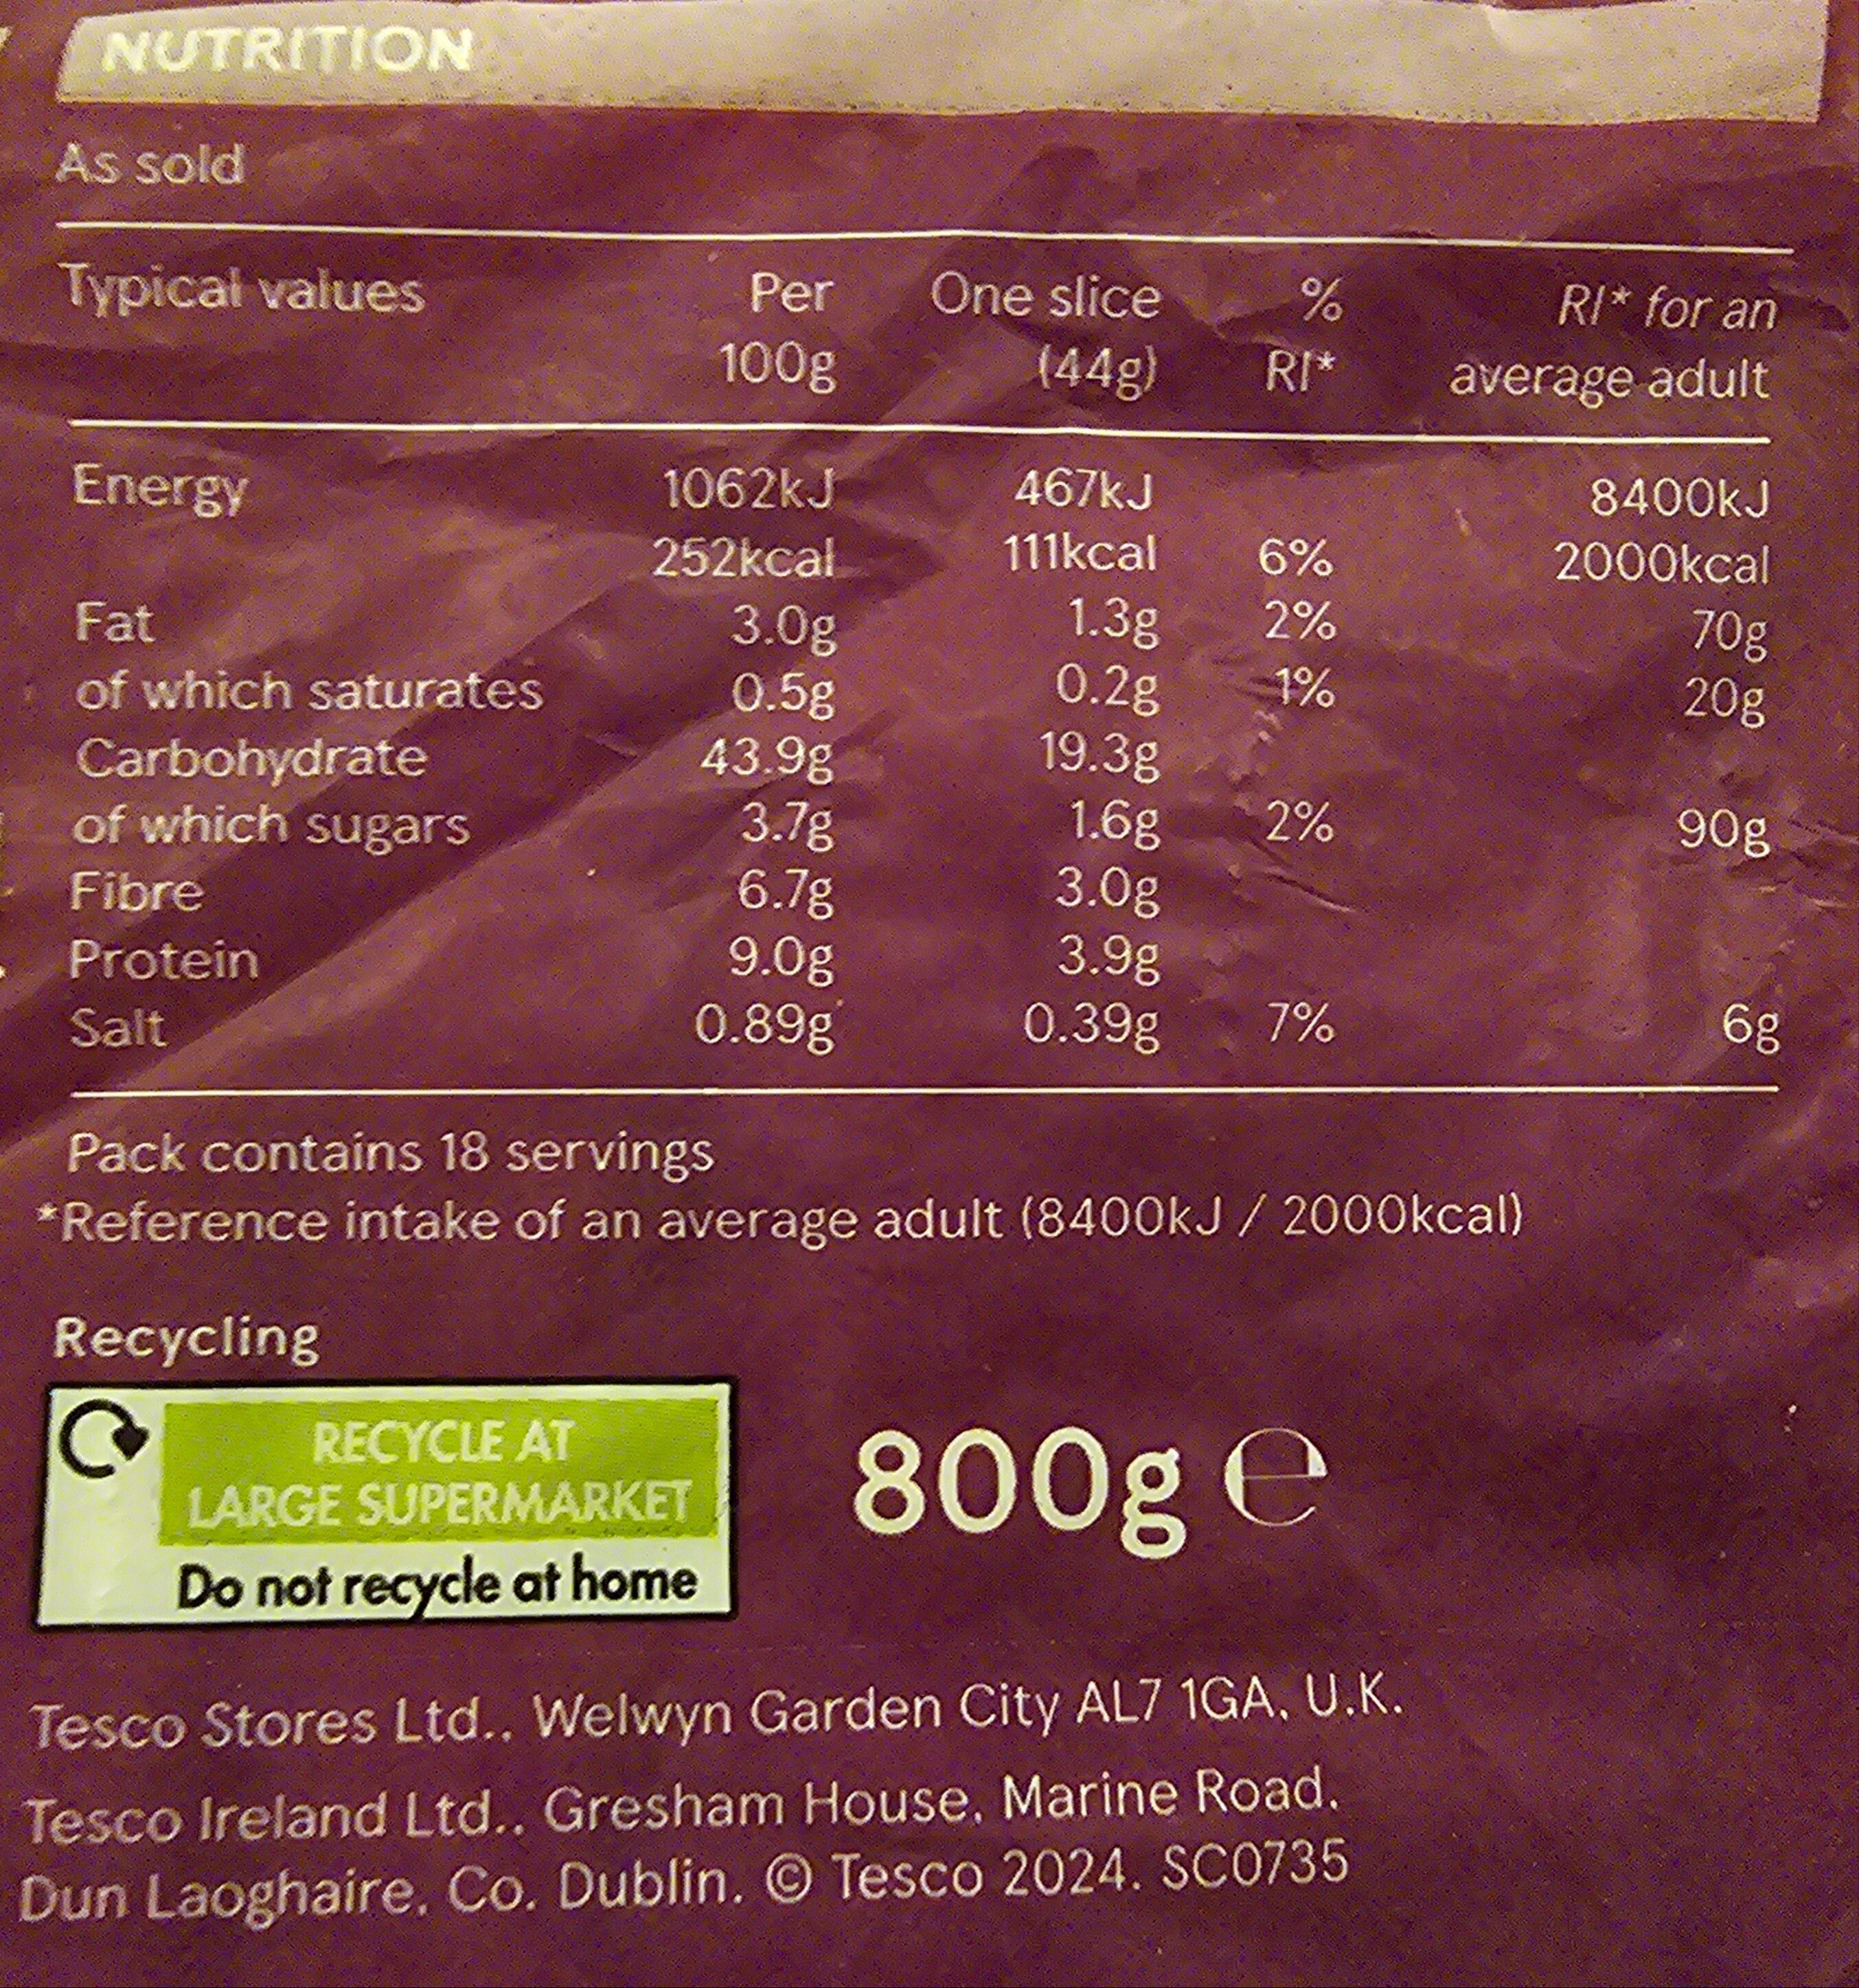 NUTRITION
As sold
Typical values Per One slice % RI* for an
100g (44g) RI* average adult
Energy 1062kJ 467kJ 8400kJ
252kcal 111kcal 6% 2000kcal
Fat 3.0g 1.3g 2% 70g
of which saturates 0.5g 0.2g 1% 20g
Carbohydrate 43.9g 19.3g
of which sugars 3.7g 1.6g 2% 90g
Fibre 6.7g 3.0g
Protein 9.0g 3.9g
Salt 0.89g 0.39g 7% 6g
Pack contains 18 servings
*Reference intake of an average adult (8400kJ / 2000kcal)
Recycling
RECYCLE AT
LARGE SUPERMARKET
Do not recycle at home
800g ℮
Tesco Stores Ltd., Welwyn Garden City AL7 1GA, U.K.
Tesco Ireland Ltd., Gresham House, Marine Road,
Dun Laoghaire, Co. Dublin. © Tesco 2024. SC0735